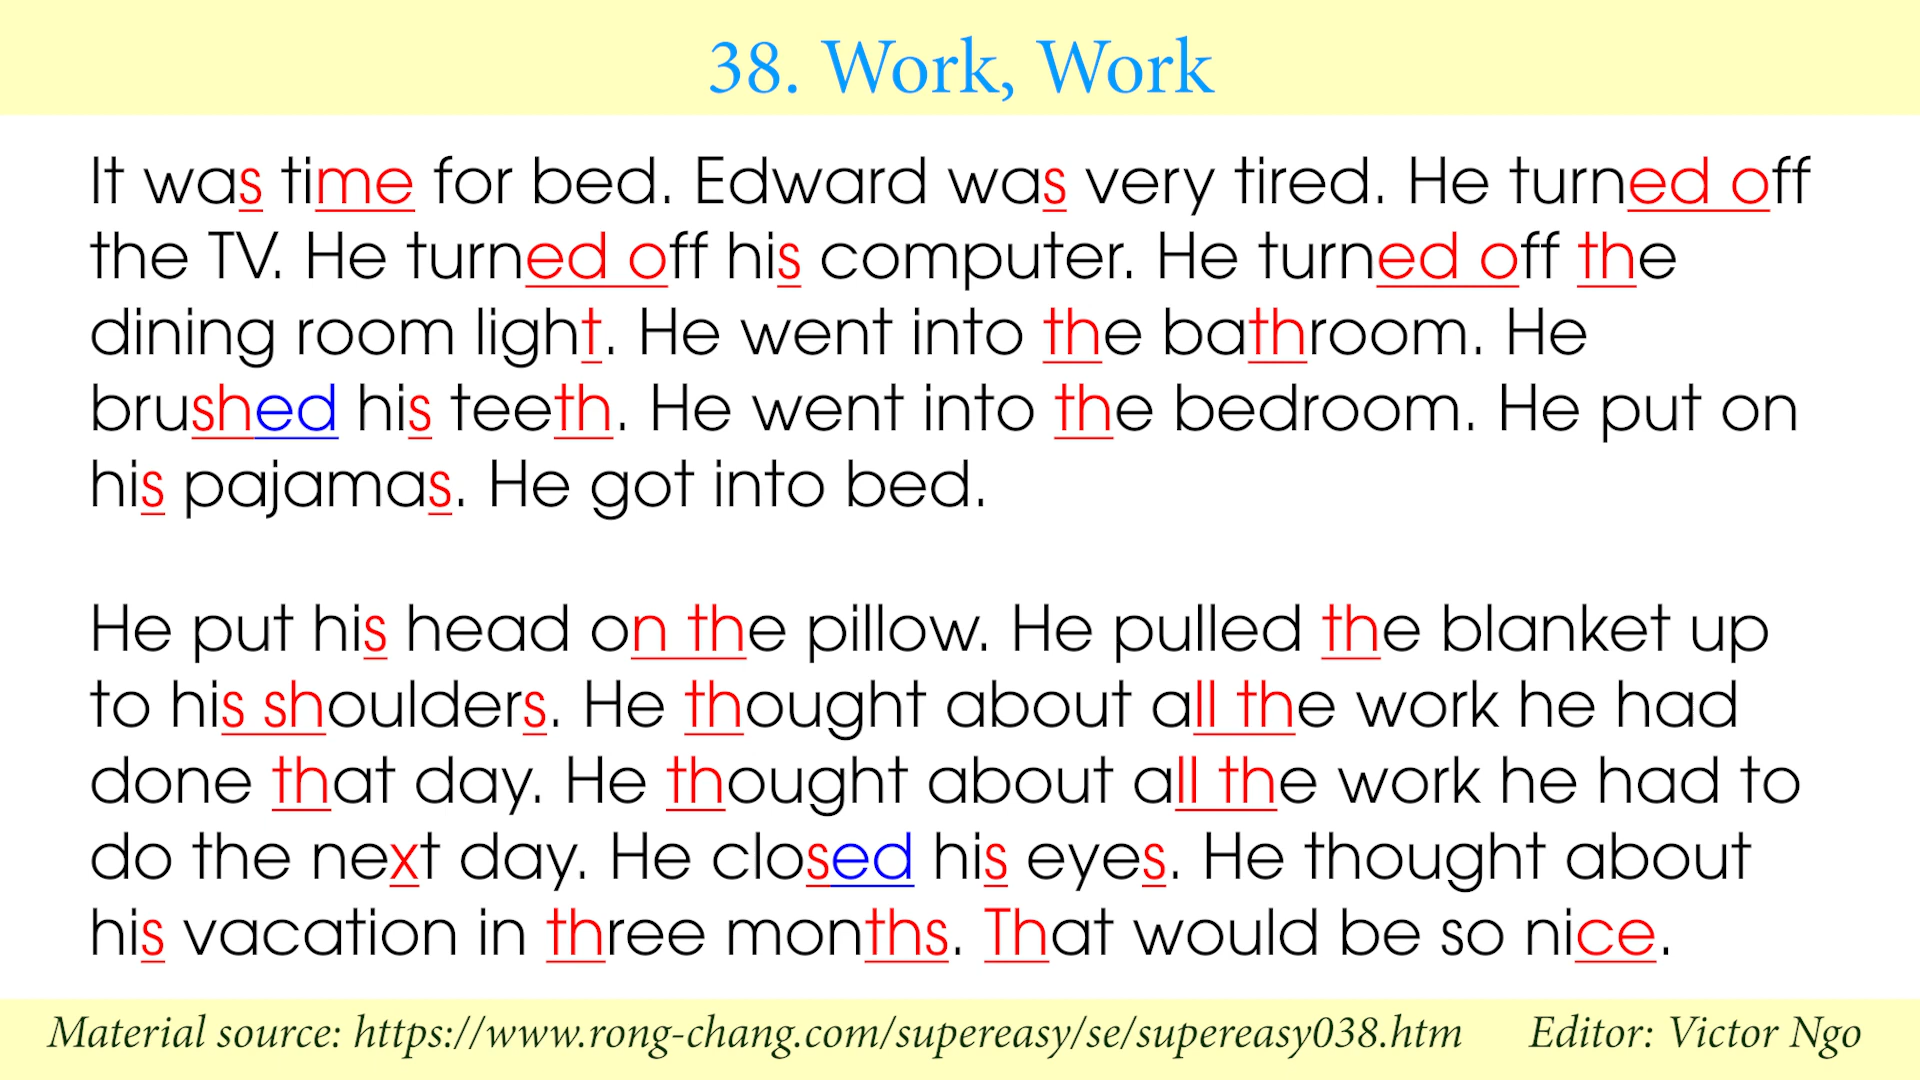 38. Work, Work
It was time for bed. Edward was very tired. He turned off
the TV. He turned off his computer. He turned off the
dining room light. He went into the bathroom. He
brushed his teeth. He went into the bedroom. He put on
his pajamas. He got into bed.
He put his head on the pillow. He pulled the blanket up
to his shoulders. He thought about all the work he had
done that day. He thought about all the work he had to
do the next day. He closed his eyes. He thought about
his vacation in three months. That would be so nice.
Material source: https://www.rong-chang.com/supereasy/se/supereasy038.htm Editor: Victor Ngo